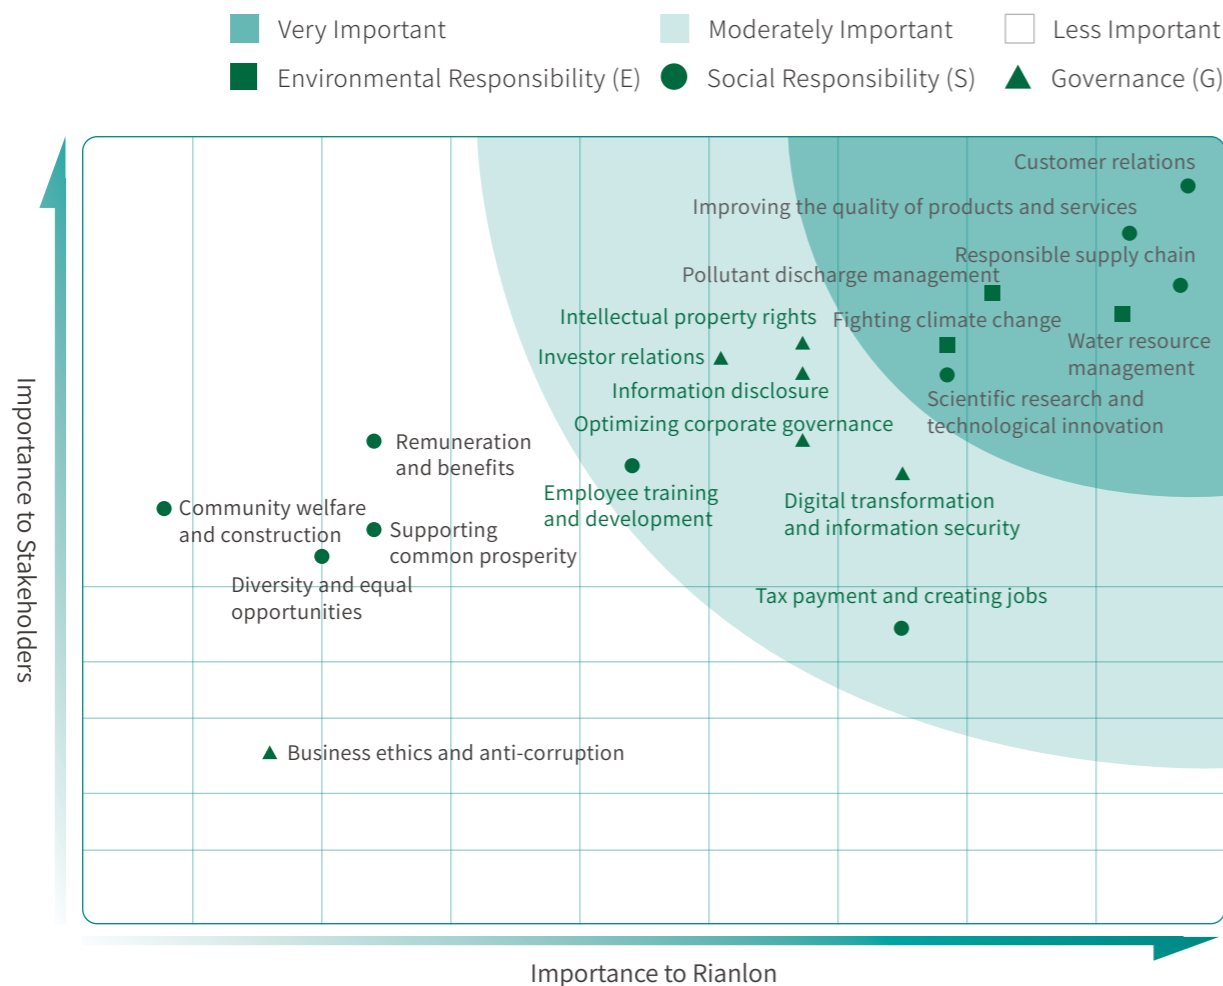 Very Important
Moderately Important
Less Important
Environmental Responsibility (E)
Social Responsibility (S)
Governance (G)
Importance to Stakeholders
Customer relations
Improving the quality of products and services
Responsible supply chain
Pollutant discharge management
Intellectual property rights
Fighting climate change
Water resource
management
Investor relations
Information disclosure
Scientific research and
technological innovation
Optimizing corporate governance
Remuneration
and benefits
Employee training
and development
Digital transformation
and information security
Community welfare
and construction
Supporting
common prosperity
Diversity and equal
opportunities
Tax payment and creating jobs
Business ethics and anti-corruption
Importance to Rianlon